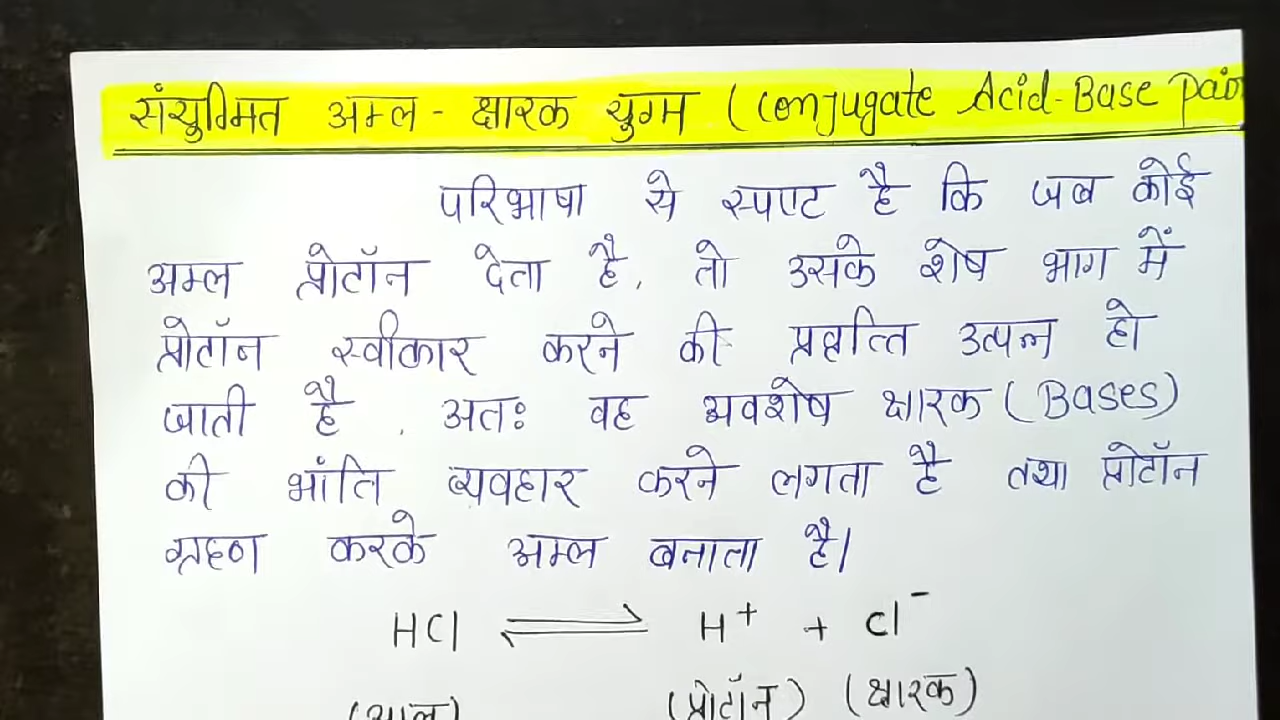 संयुग्मित अम्ल - क्षारक युग्म (Conjugate Acid-Base pair
परिभाषा से स्पष्ट है कि जब कोई
अम्ल प्रोटॉन देता है, तो उसके शेष भाग में
प्रोटॉन स्वीकार करने की प्रवृत्ति उत्पन्न हो
जाती है, अतः वह अवशेष क्षारक (Bases)
की भांति व्यवहार करने लगता है तथा प्रोटॉन
ग्रहण करके अम्ल बनाता है।
HCl ⇌ H⁺ + Cl⁻
(अम्ल) (प्रोटॉन) (क्षारक)